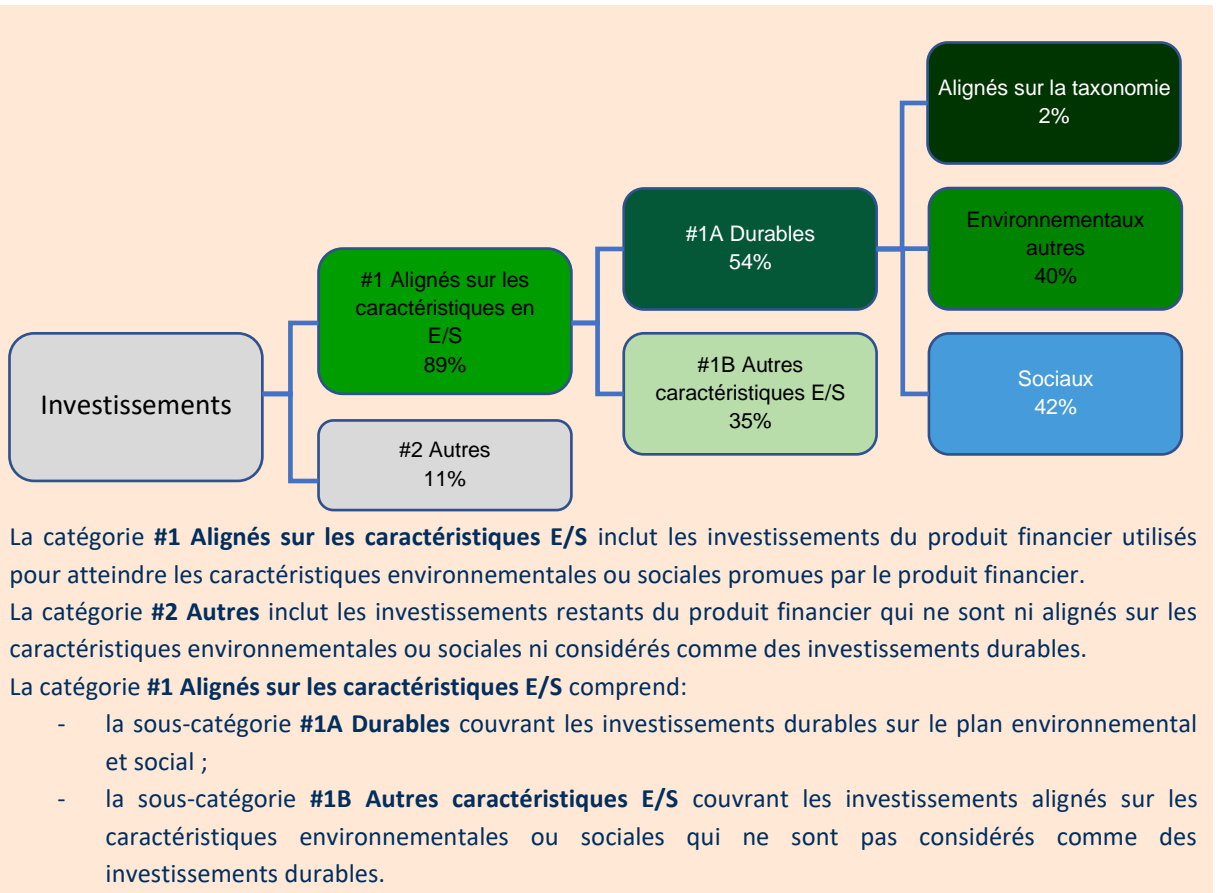 Alignés sur la taxonomie
2%
#1A Durables
54%
Environnementaux
autres
40%
#1 Alignés sur les
caractéristiques en
E/S
89%
#1B Autres
caractéristiques E/S
35%
Sociaux
42%
Investissements
#2 Autres
11%
La catégorie #1 Alignés sur les caractéristiques E/S inclut les investissements du produit financier utilisés
pour atteindre les caractéristiques environnementales ou sociales promues par le produit financier.
La catégorie #2 Autres inclut les investissements restants du produit financier qui ne sont ni alignés sur les
caractéristiques environnementales ou sociales ni considérés comme des investissements durables.
La catégorie #1 Alignés sur les caractéristiques E/S comprend:
- la sous-catégorie #1A Durables couvrant les investissements durables sur le plan environnemental
et social ;
- la sous-catégorie #1B Autres caractéristiques E/S couvrant les investissements alignés sur les
caractéristiques environnementales ou sociales qui ne sont pas considérés comme des
investissements durables.